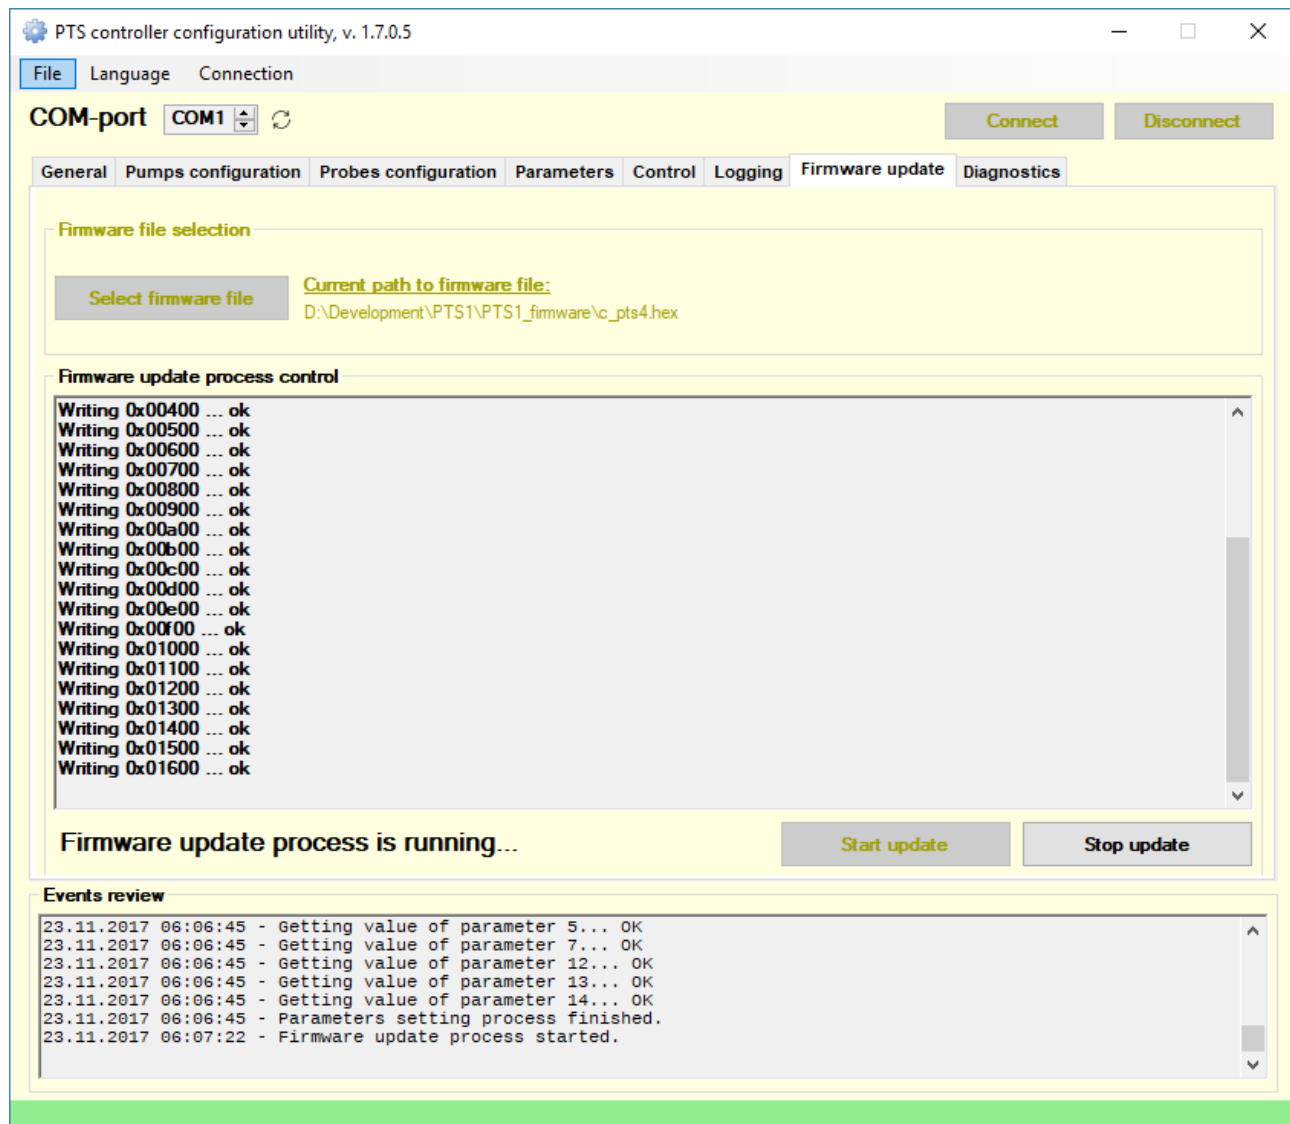 PTS controller configuration utility, v. 1.7.0.5
File Language Connection
COM-port COM1 Connect Disconnect
General Pumps configuration Probes configuration Parameters Control Logging Firmware update Diagnostics
Firmware file selection
Select firmware file
Current path to firmware file:
D:\Development\PTS1\PTS1_firmware\c_pts4.hex
Firmware update process control
Writing 0x00400 ... ok
Writing 0x00500 ... ok
Writing 0x00600 ... ok
Writing 0x00700 ... ok
Writing 0x00800 ... ok
Writing 0x00900 ... ok
Writing 0x00a00 ... ok
Writing 0x00b00 ... ok
Writing 0x00c00 ... ok
Writing 0x00d00 ... ok
Writing 0x00e00 ... ok
Writing 0x00f00 ... ok
Writing 0x01000 ... ok
Writing 0x01100 ... ok
Writing 0x01200 ... ok
Writing 0x01300 ... ok
Writing 0x01400 ... ok
Writing 0x01500 ... ok
Writing 0x01600 ... ok
Firmware update process is running... Start update Stop update
Events review
23.11.2017 06:06:45 - Getting value of parameter 5... OK
23.11.2017 06:06:45 - Getting value of parameter 7... OK
23.11.2017 06:06:45 - Getting value of parameter 12... OK
23.11.2017 06:06:45 - Getting value of parameter 13... OK
23.11.2017 06:06:45 - Getting value of parameter 14... OK
23.11.2017 06:06:45 - Parameters setting process finished.
23.11.2017 06:07:22 - Firmware update process started.